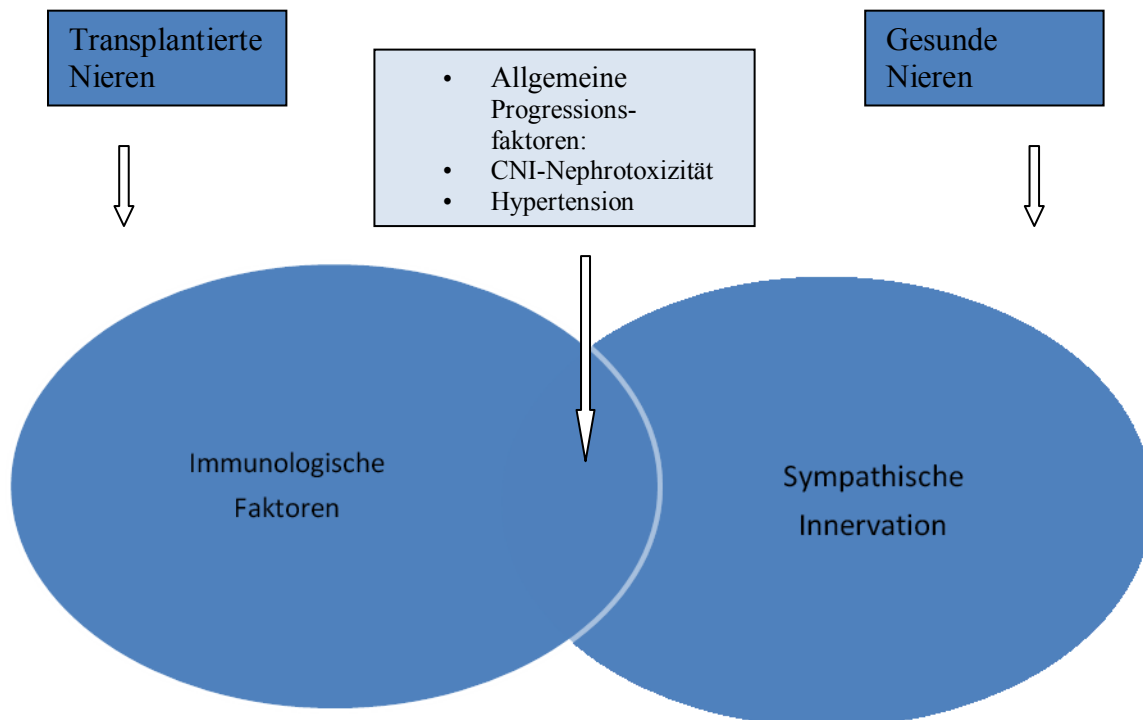 Transplantierte
Nieren
• Allgemeine
Progressions-
faktoren:
• CNI-Nephrotoxizität
• Hypertension
Gesunde
Nieren
Immunologische
Faktoren
Sympathische
Innervation